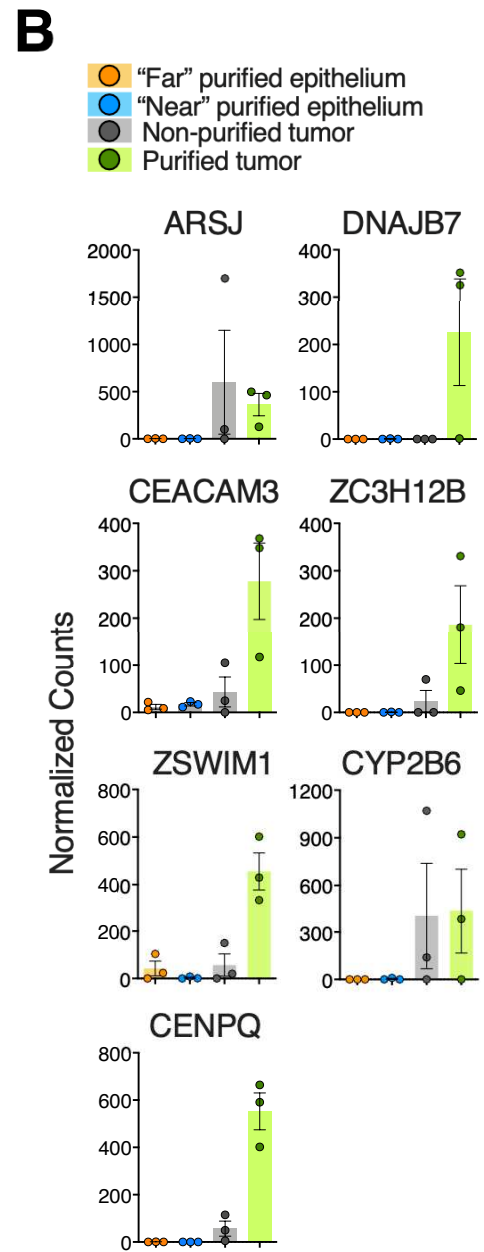 B
“Far” purified epithelium
“Near” purified epithelium
Non-purified tumor
Purified tumor
Normalized Counts
ARSJ
2000
1500
1000
500
0
DNAJB7
400
300
200
100
0
CEACAM3
400
300
200
100
0
ZC3H12B
400
300
200
100
0
ZSWIM1
800
600
400
200
0
CYP2B6
1200
900
600
300
0
CENPQ
800
600
400
200
0